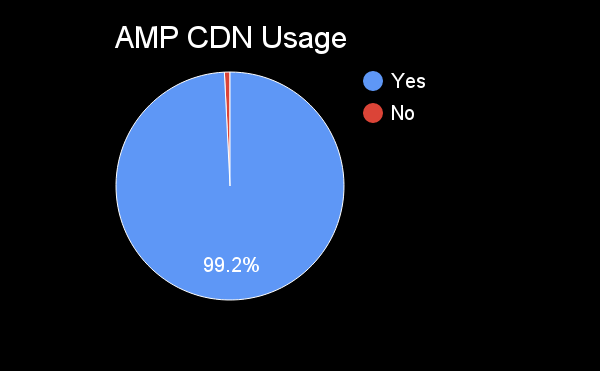 AMP CDN Usage
Yes
No
99.2%